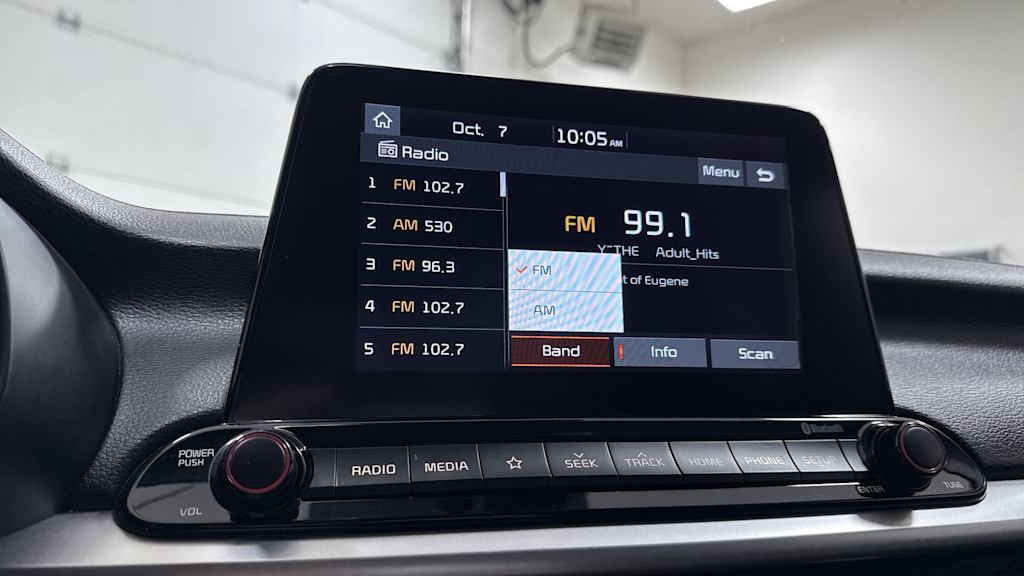 Oct. 7 10:05 AM
Radio
Menu
1 FM 102.7
2 AM 530
3 FM 96.3
4 FM 102.7
5 FM 102.7
FM 99.1
THE Adult_Hits
of Eugene
FM
AM
Band
Info
Scan
Bluetooth
POWER
PUSH
VOL
RADIO
MEDIA
SEEK
TRACK
HOME
PHONE
SETUP
ENTER
TUNE